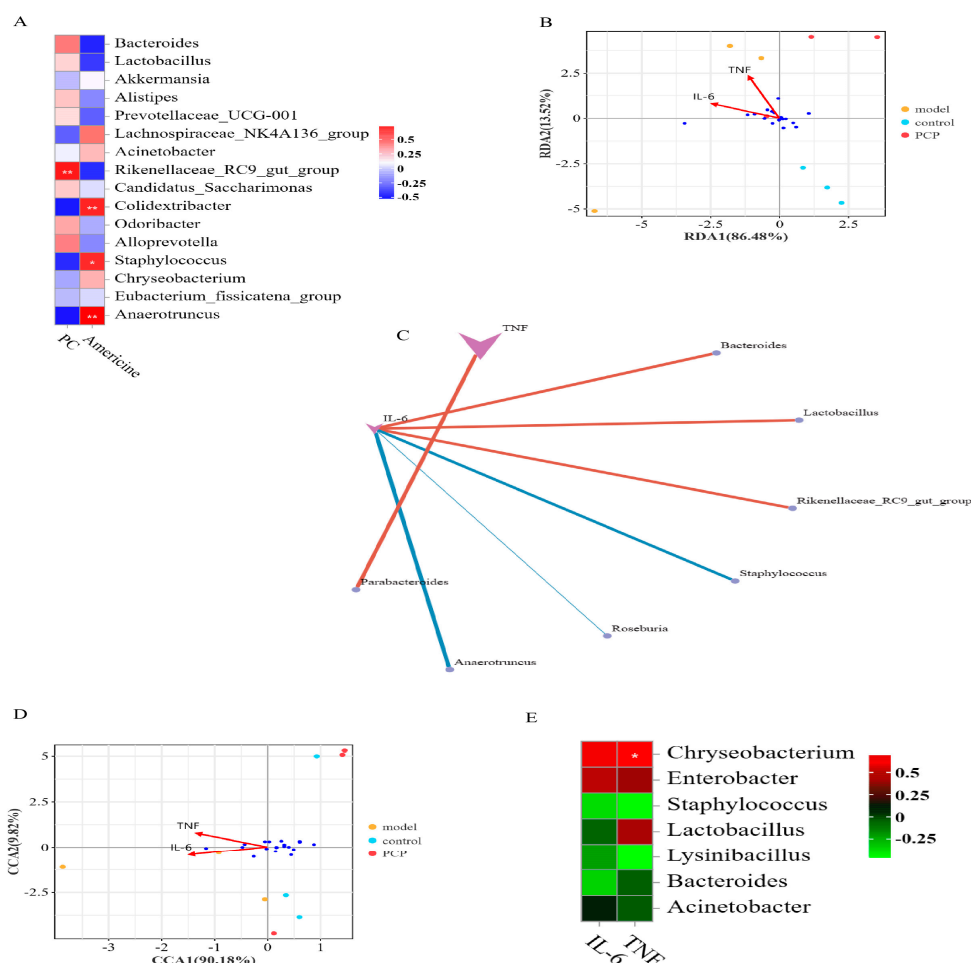 A
Bacteroides
Lactobacillus
Akkermansia
Alistipes
Prevotellaceae_UCG-001
Lachnospiraceae_NK4A136_group
Acinetobacter
Rikenellaceae_RC9_gut_group
Candidatus_Saccharimonas
Colidextribacter
Odoribacter
Alloprevotella
Staphylococcus
Chryseobacterium
Eubacterium_fissicatena_group
Anaerotruncus
**
**
*
**
PC
Americine
0.5
0.25
0
-0.25
-0.5
B
RDA2(13.52%)
2.5
0
-2.5
-5
TNF
IL-6
-5
-2.5
0
2.5
RDA1(86.48%)
model
control
PCP
C
TNF
IL-6
Bacteroides
Lactobacillus
Rikenellaceae_RC9_gut_group
Staphylococcus
Roseburia
Parabacteroides
Anaerotruncus
D
CCA2(9.82%)
5
2.5
0
-2.5
TNF
IL-6
-4
-3
-2
-1
0
1
CCA1(90.18%)
model
control
PCP
E
*
Chryseobacterium
Enterobacter
Staphylococcus
Lactobacillus
Lysinibacillus
Bacteroides
Acinetobacter
IL-6
TNF
0.5
0.25
0
-0.25